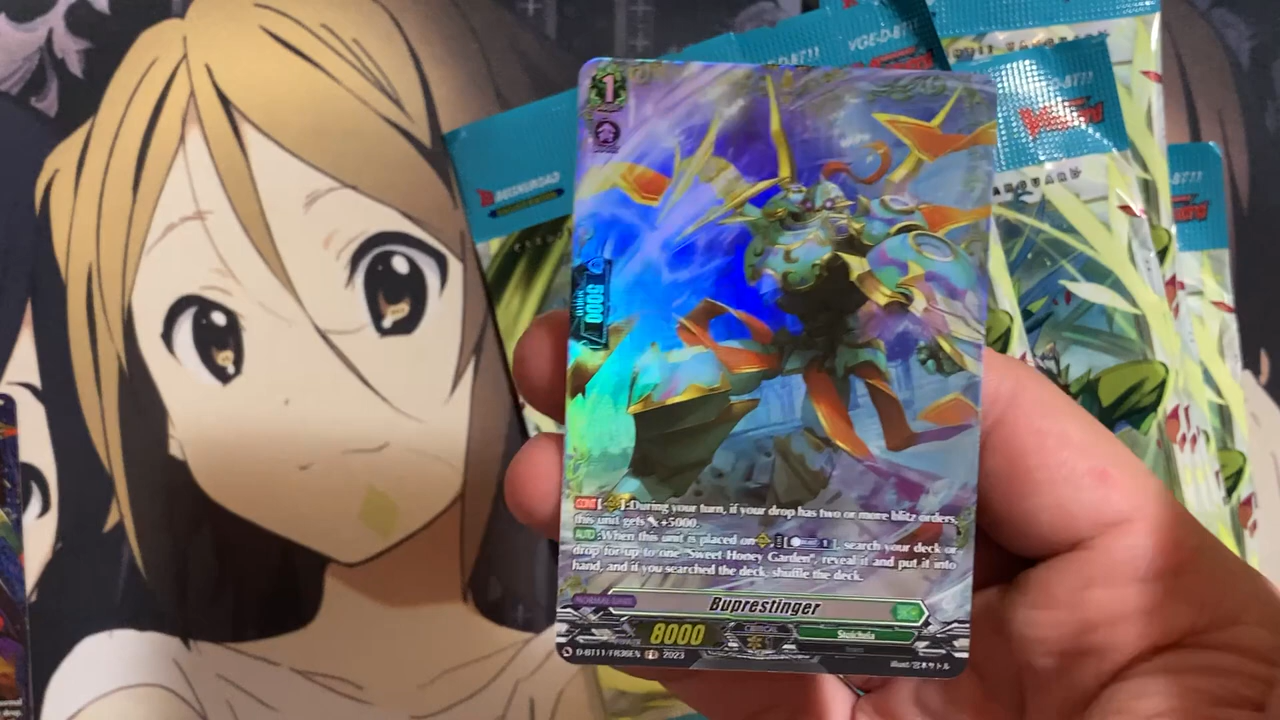 VGE-D-BT11
D-BT11
BUSHIROAD
VANGUARD
1
5000
CONT[ ]:During your turn, if your drop has two or more blitz orders,
this unit gets +5000.
AUTO:When this unit is placed on [ 1], search your deck or
drop for up to one "Sweet Honey Garden", reveal it and put it into
hand, and if you searched the deck, shuffle the deck.
NORMAL UNIT
Buprestinger
8000
CRITICAL
Stoicheia
D-BT11/FR36EN FR 2023
illust/宮本サトル